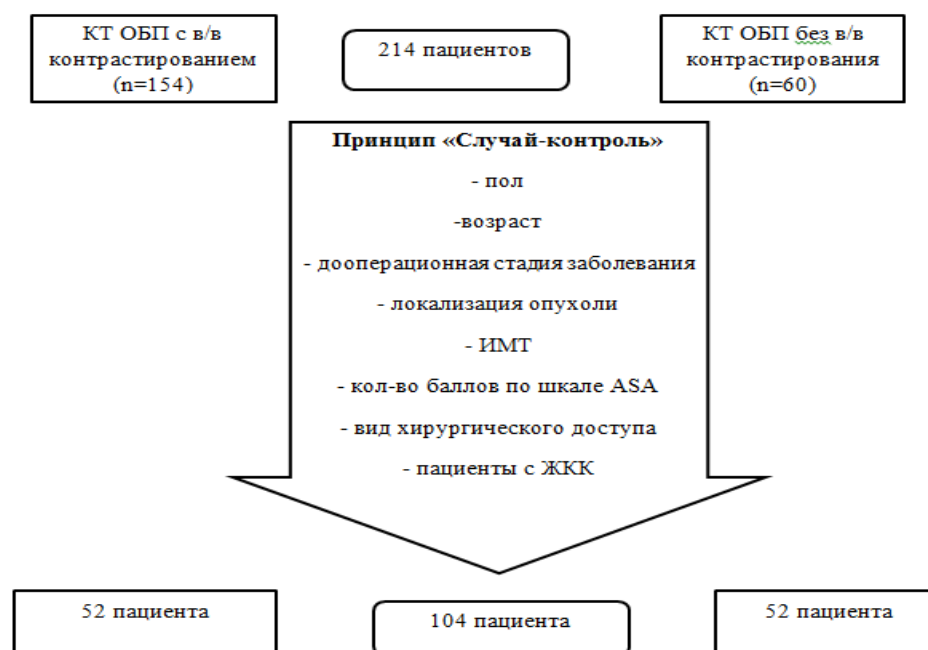 КТ ОБП с в/в
контрастированием
(n=154)
214 пациентов
КТ ОБП без в/в
контрастирования
(n=60)
Принцип «Случай-контроль»
- пол
-возраст
- дооперационная стадия заболевания
- локализация опухоли
- ИМТ
- кол-во баллов по шкале ASA
- вид хирургического доступа
- пациенты с ЖКК
52 пациента
104 пациента
52 пациента